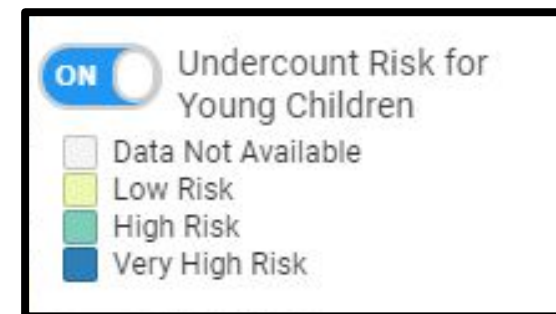 ON Undercount Risk for
Young Children
Data Not Available
Low Risk
High Risk
Very High Risk